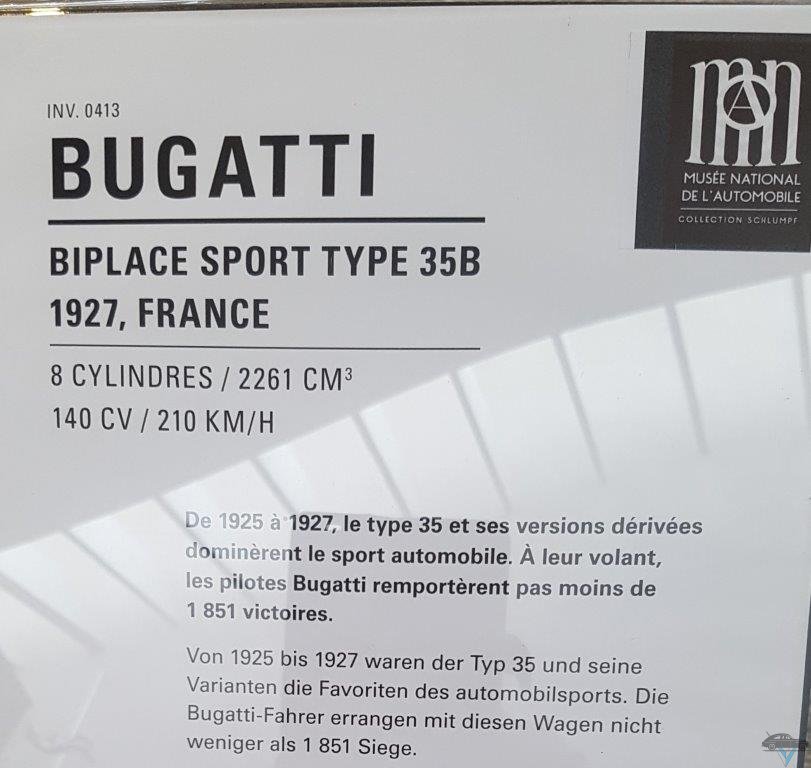 INV. 0413
BUGATTI
BIPLACE SPORT TYPE 35B
1927, FRANCE
8 CYLINDRES / 2261 CM³
140 CV / 210 KM/H
MUSÉE NATIONAL
DE L'AUTOMOBILE
COLLECTION SCHLUMPF
De 1925 à 1927, le type 35 et ses versions dérivées
dominèrent le sport automobile. À leur volant,
les pilotes Bugatti remportèrent pas moins de
1 851 victoires.
Von 1925 bis 1927 waren der Typ 35 und seine
Varianten die Favoriten des automobilsports. Die
Bugatti-Fahrer errangen mit diesen Wagen nicht
weniger als 1 851 Siege.